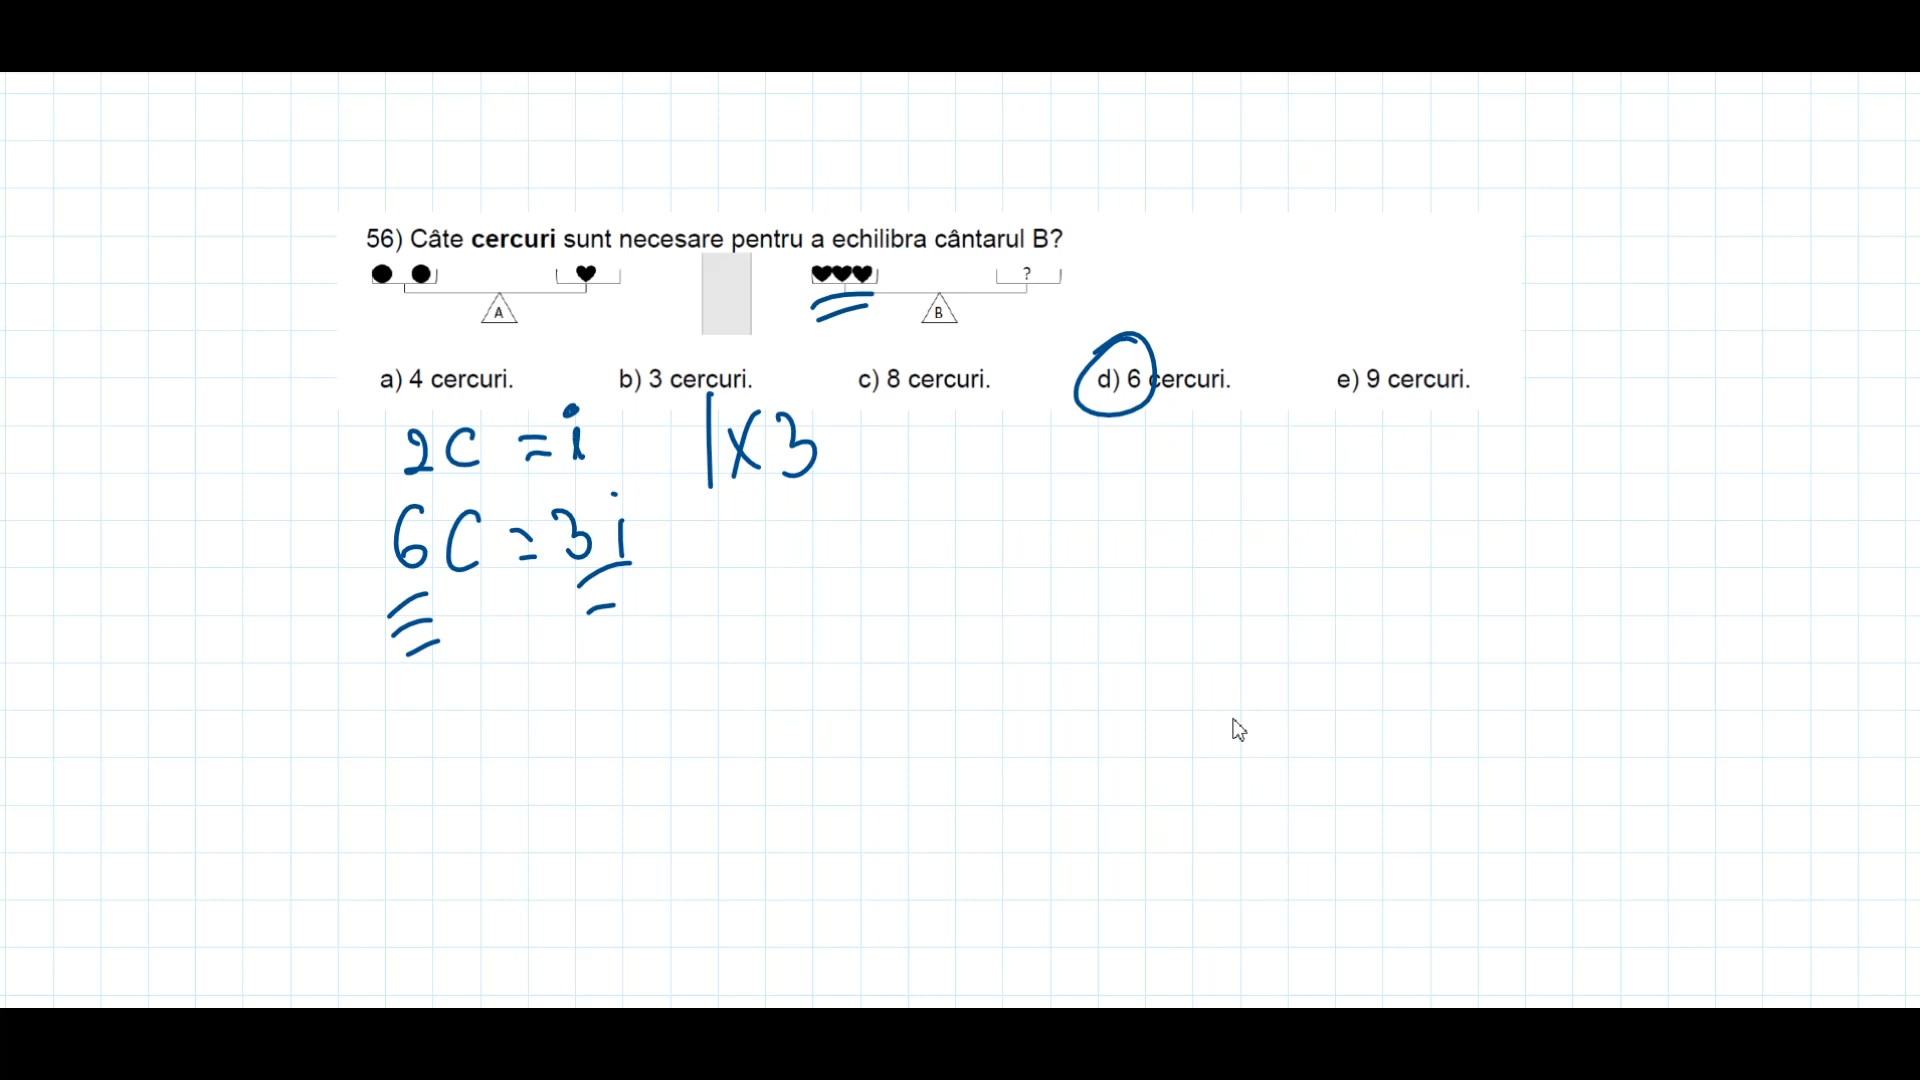 56) Câte cercuri sunt necesare pentru a echilibra cântarul B?
?
A
B
a) 4 cercuri. b) 3 cercuri. c) 8 cercuri. d) 6 cercuri. e) 9 cercuri.
2C = i | x 3
6C = 3i